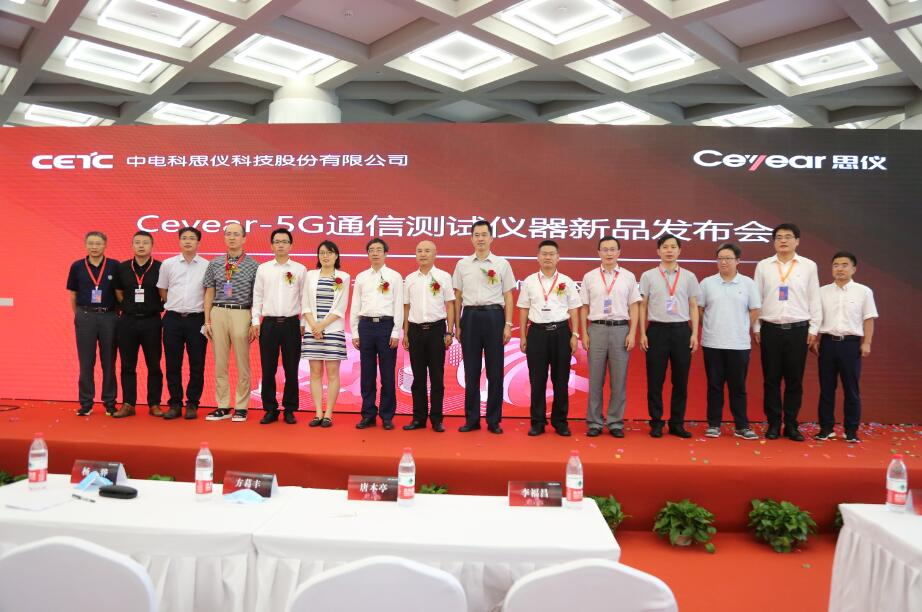 CETC 中电科思仪科技股份有限公司
Ceyear 思仪
Ceyear-5G通信测试仪器新品发布会
方葛丰
唐木亭
李福昌